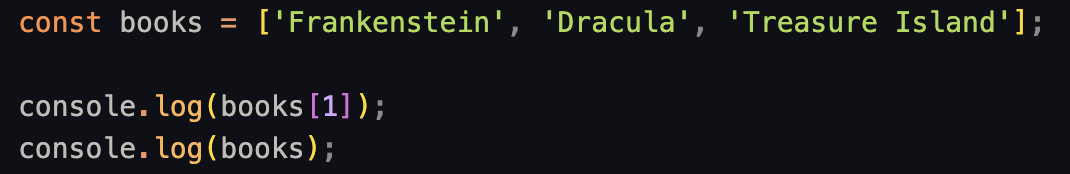 const books = ['Frankenstein', 'Dracula', 'Treasure Island'];
console.log(books[1]);
console.log(books);